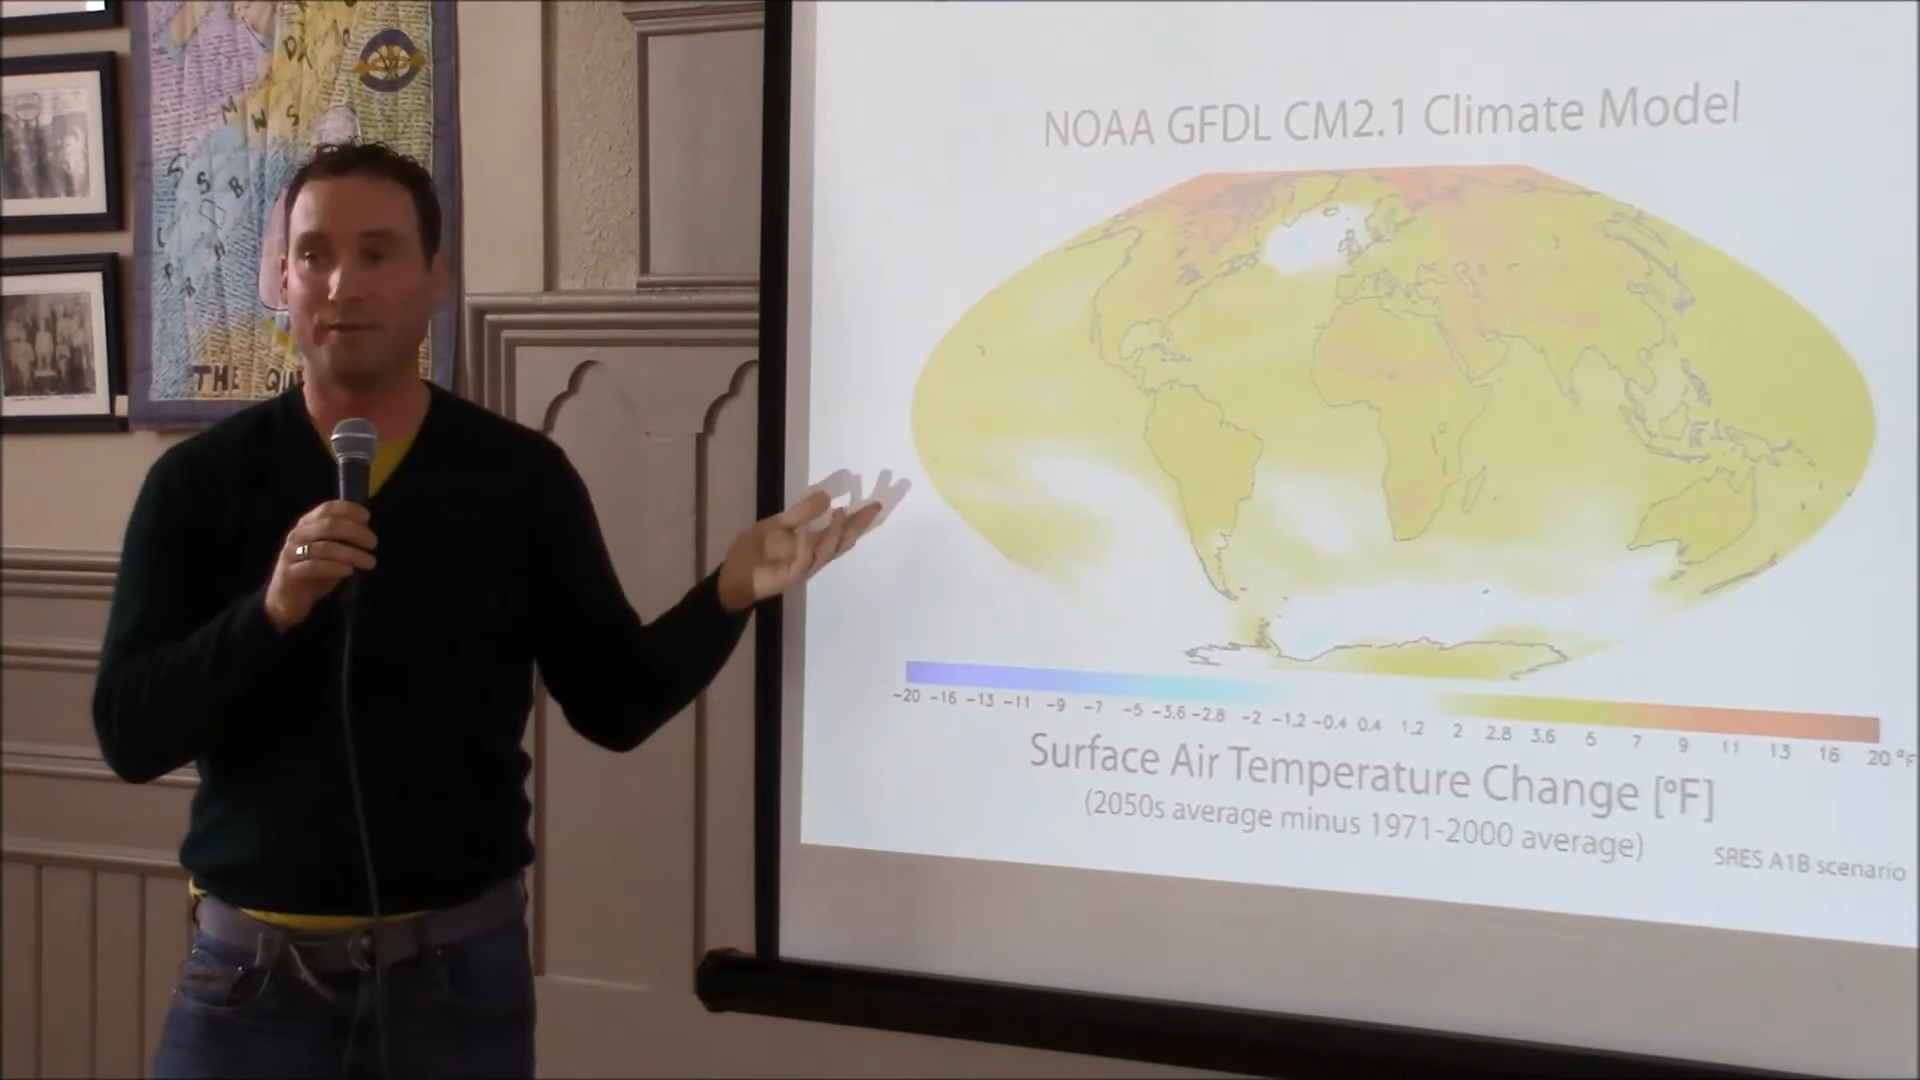 THE QUI
NOAA GFDL CM2.1 Climate Model
-20 -16 -13 -11 -9 -7 -5 -3.6 -2.8 -2 -1.2 -0.4 0.4 1.2 2 2.8 3.6 5 7 9 11 13 16 20 °F
Surface Air Temperature Change [ºF]
(2050s average minus 1971-2000 average)
SRES A1B scenario